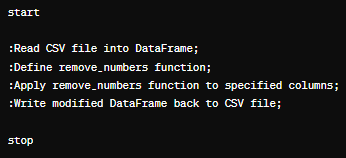 start
:Read CSV file into DataFrame;
:Define remove_numbers function;
:Apply remove_numbers function to specified columns;
:Write modified DataFrame back to CSV file;
stop